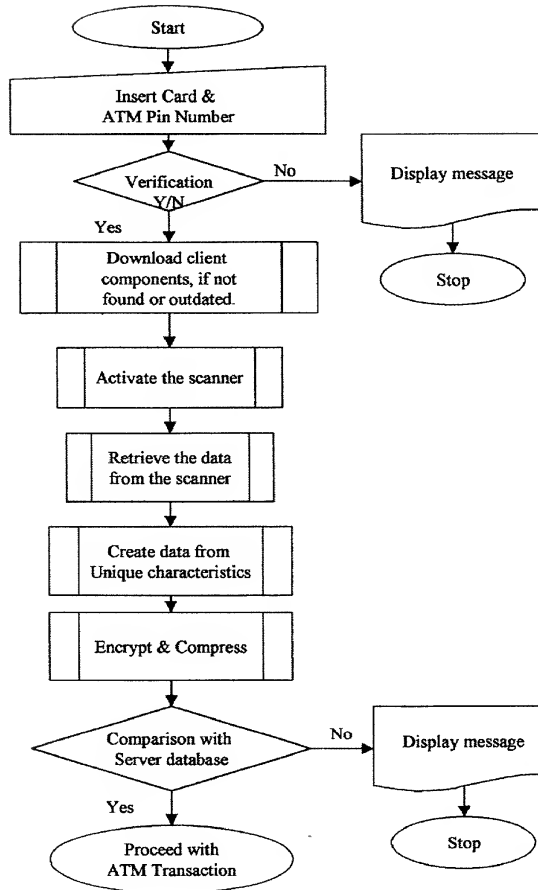 Start
Insert Card &
ATM Pin Number
Verification
Y/N
No
Display message
Stop
Yes
Download client
components, if not
found or outdated.
Activate the scanner
Retrieve the data
from the scanner
Create data from
Unique characteristics
Encrypt & Compress
Comparison with
Server database
No
Display message
Stop
Yes
Proceed with
ATM Transaction